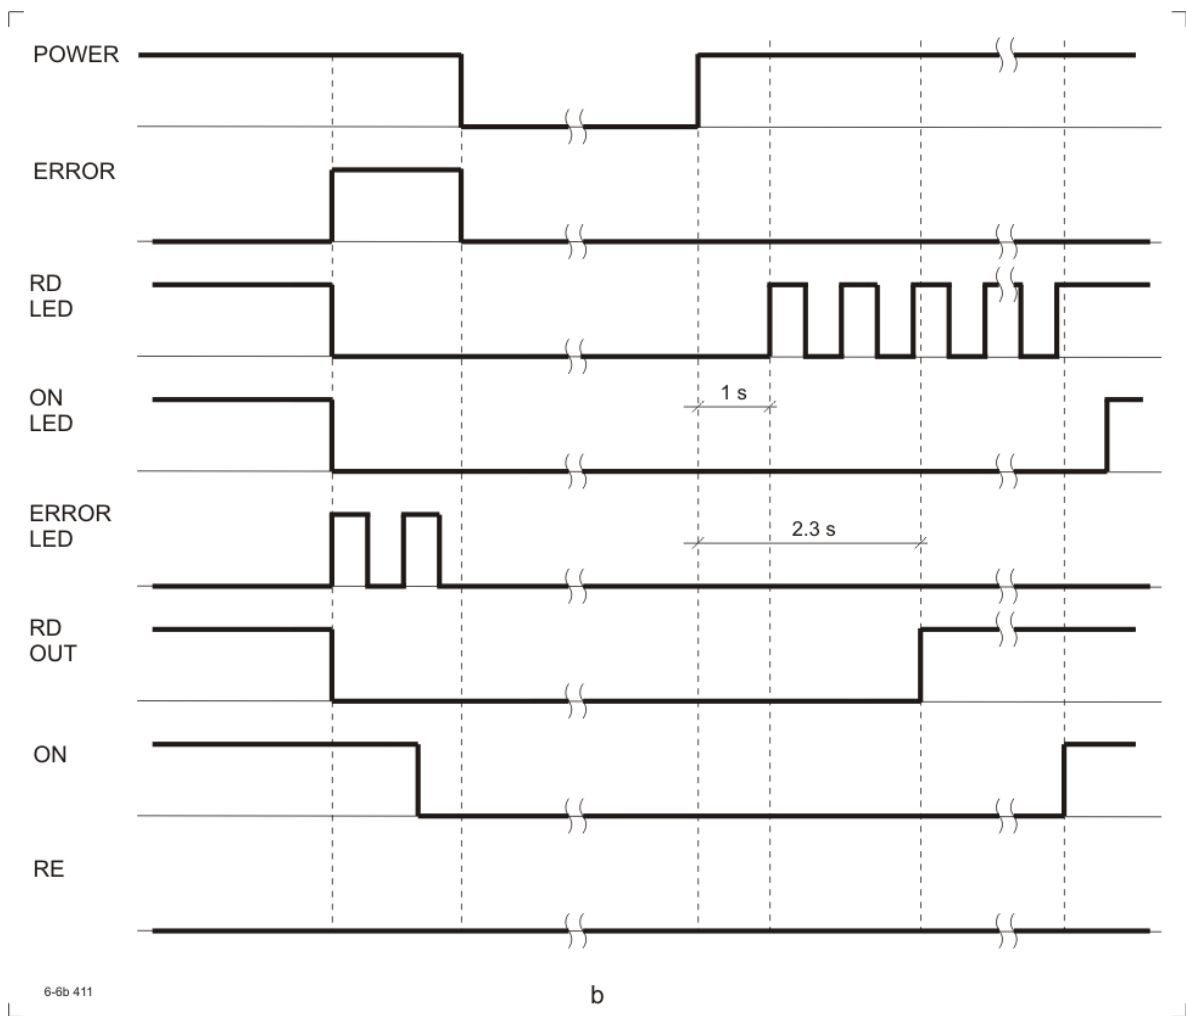 POWER
ERROR
RD
LED
ON
LED
1 s
ERROR
LED
2.3 s
RD
OUT
ON
RE
6-6b 411
b